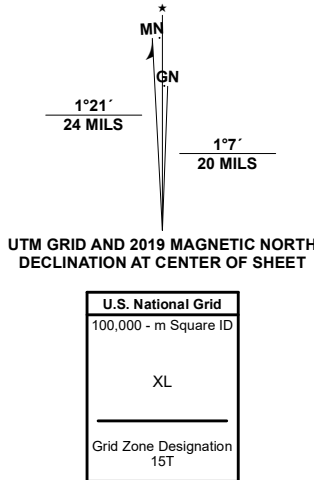 ★
MN
GN
1°21´
24 MILS
1°7´
20 MILS
UTM GRID AND 2019 MAGNETIC NORTH
DECLINATION AT CENTER OF SHEET
U.S. National Grid
100,000 - m Square ID
XL
Grid Zone Designation
15T